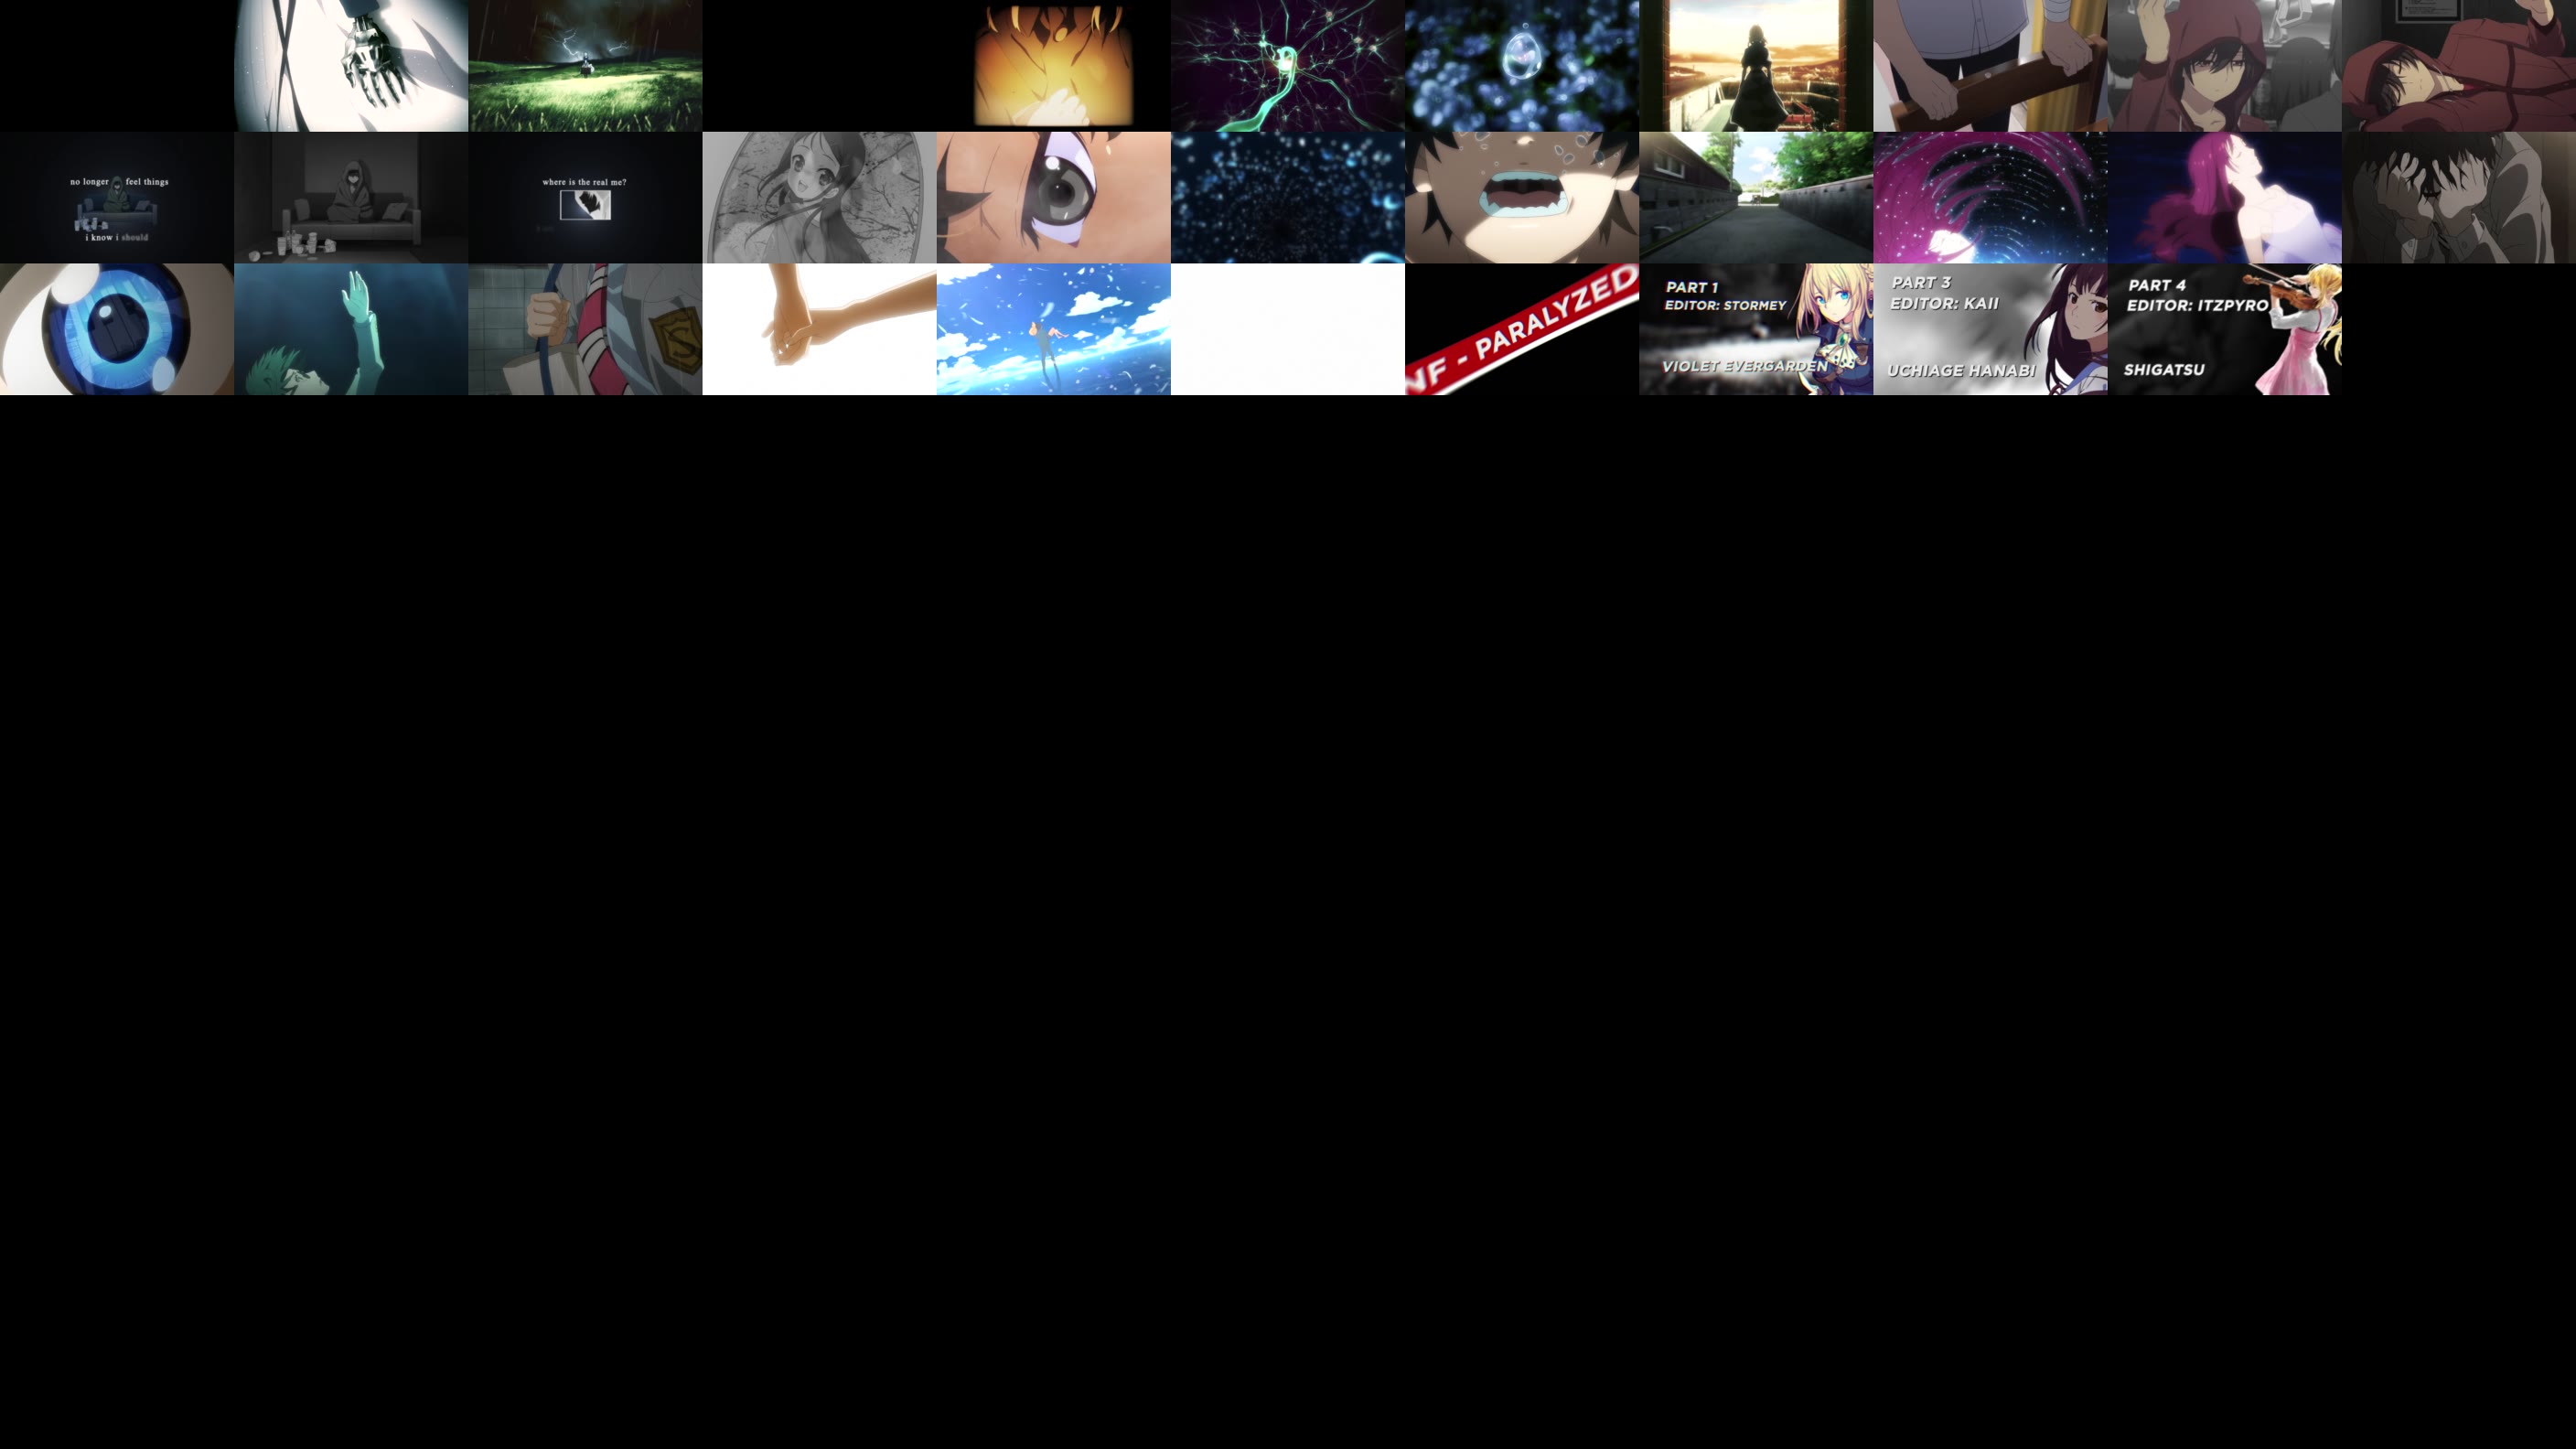 no longer feel things
i know i should
where is the real me?
NF - PARALYZED
PART 1
EDITOR: STORMEY
VIOLET EVERGARDEN
PART 3
EDITOR: KAII
UCHIAGE HANABI
PART 4
EDITOR: ITZPYRO
SHIGATSU